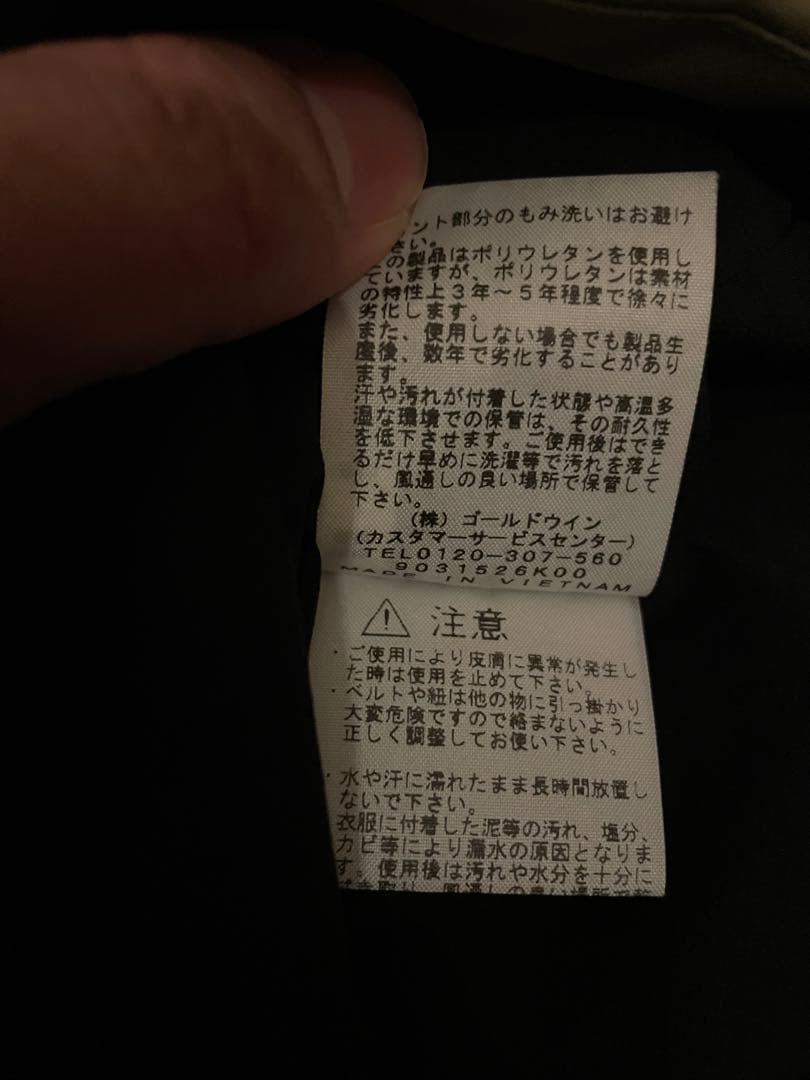 ント部分のもみ洗いはお避け
さい。
の製品はポリウレタンを使用し
ていますが、ポリウレタンは素材
の特性上3年～5年程度で徐々に
劣化します。
また、使用しない場合でも製品生
産後、数年で劣化することがあり
ます。
汗や汚れが付着した状態や高温多
湿な環境での保管は、その耐久性
を低下させます。ご使用後はでき
るだけ早めに洗濯等で汚れを落と
し、風通しの良い場所で保管して
下さい。
(株)ゴールドウイン
(カスタマーサービスセンター)
TEL0120-307-560
9031526K00
MADE IN VIETNAM
注意
・ご使用により皮膚に異常が発生し
た時は使用を止めて下さい。
・ベルトや紐は他の物に引っ掛かり
大変危険ですので絡まないように
正しく調整してお使い下さい。
・水や汗に濡れたまま長時間放置し
ないで下さい。
衣服に付着した泥等の汚れ、塩分、
カビ等により漏水の原因となりま
す。使用後は汚れや水分を十分に
き取り、風通しの良い場所で